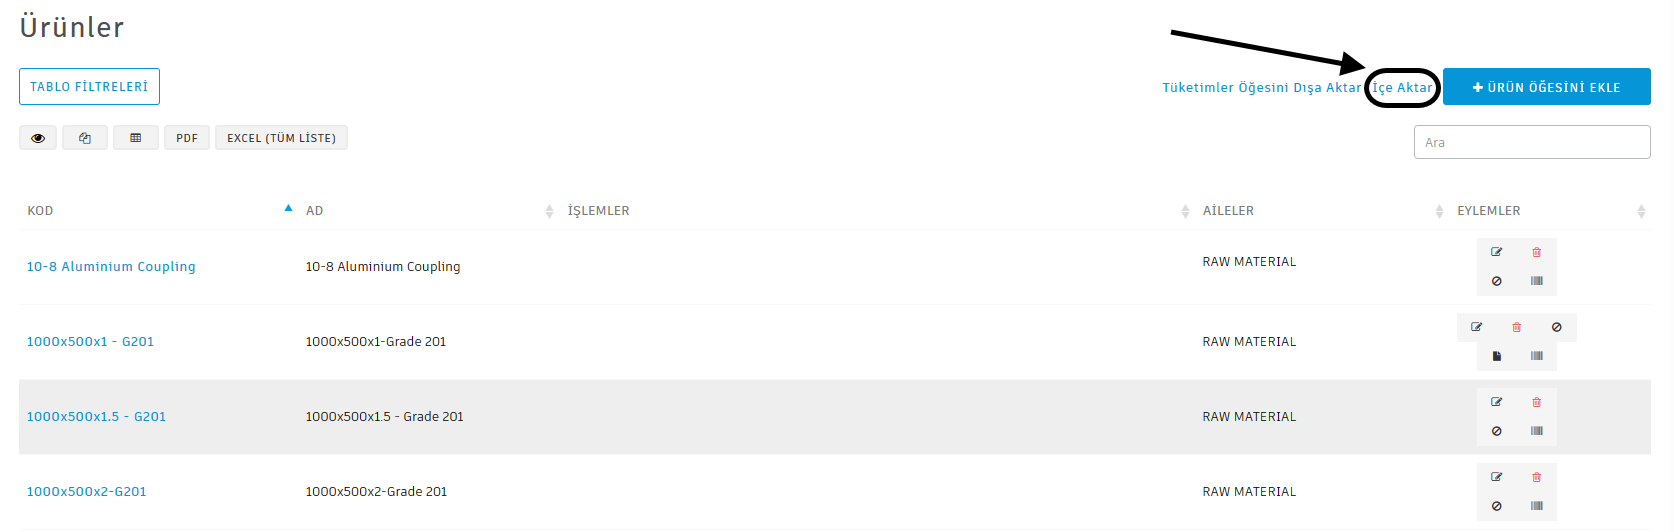 Ürünler
TABLO FİLTRELERİ
Tüketimler Öğesini Dışa Aktar İçe Aktar ÜRÜN ÖĞESİNİ EKLE
PDF EXCEL (TÜM LİSTE)
Ara
KOD AD İŞLEMLER AİLELER EYLEMLER
10-8 Aluminium Coupling 10-8 Aluminium Coupling RAW MATERIAL
1000x500x1 - G201 1000x500x1-Grade 201 RAW MATERIAL
1000x500x1.5 - G201 1000x500x1.5 - Grade 201 RAW MATERIAL
1000x500x2-G201 1000x500x2-Grade 201 RAW MATERIAL